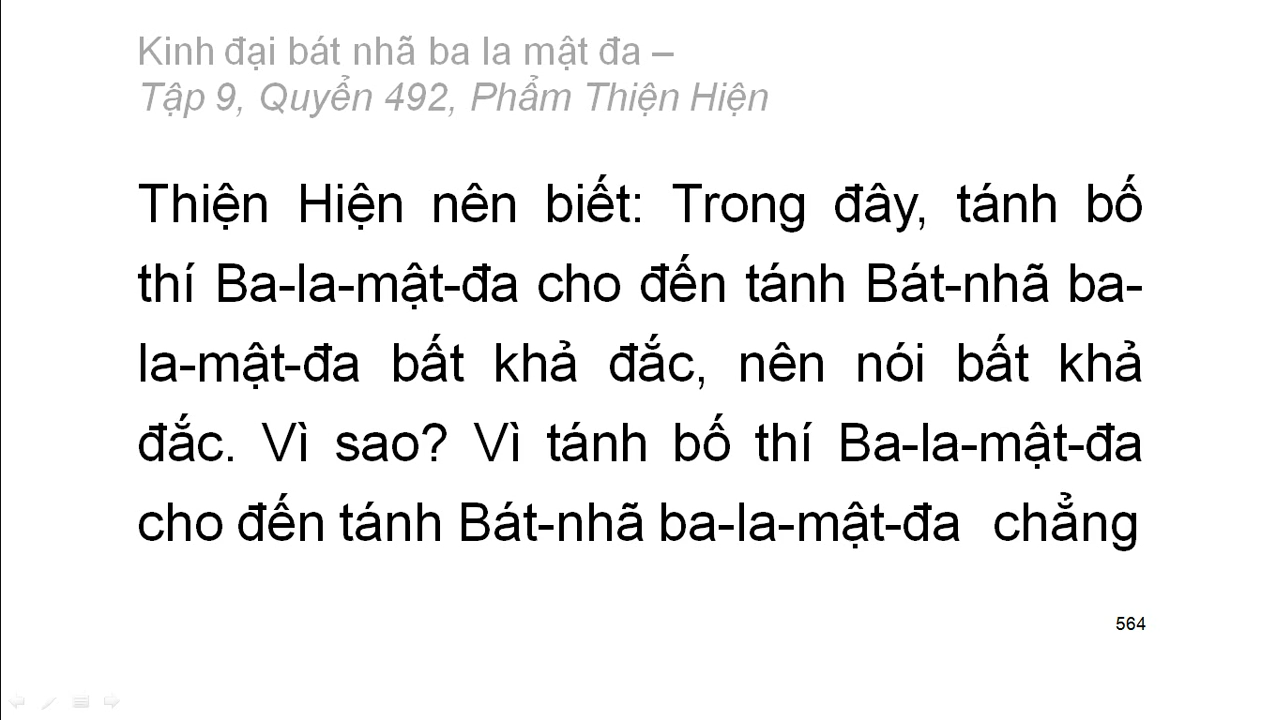 Kinh đại bát nhã ba la mật đa –
Tập 9, Quyển 492, Phẩm Thiện Hiện
Thiện Hiện nên biết: Trong đây, tánh bố
thí Ba-la-mật-đa cho đến tánh Bát-nhã ba-
la-mật-đa bất khả đắc, nên nói bất khả
đắc. Vì sao? Vì tánh bố thí Ba-la-mật-đa
cho đến tánh Bát-nhã ba-la-mật-đa chẳng
564